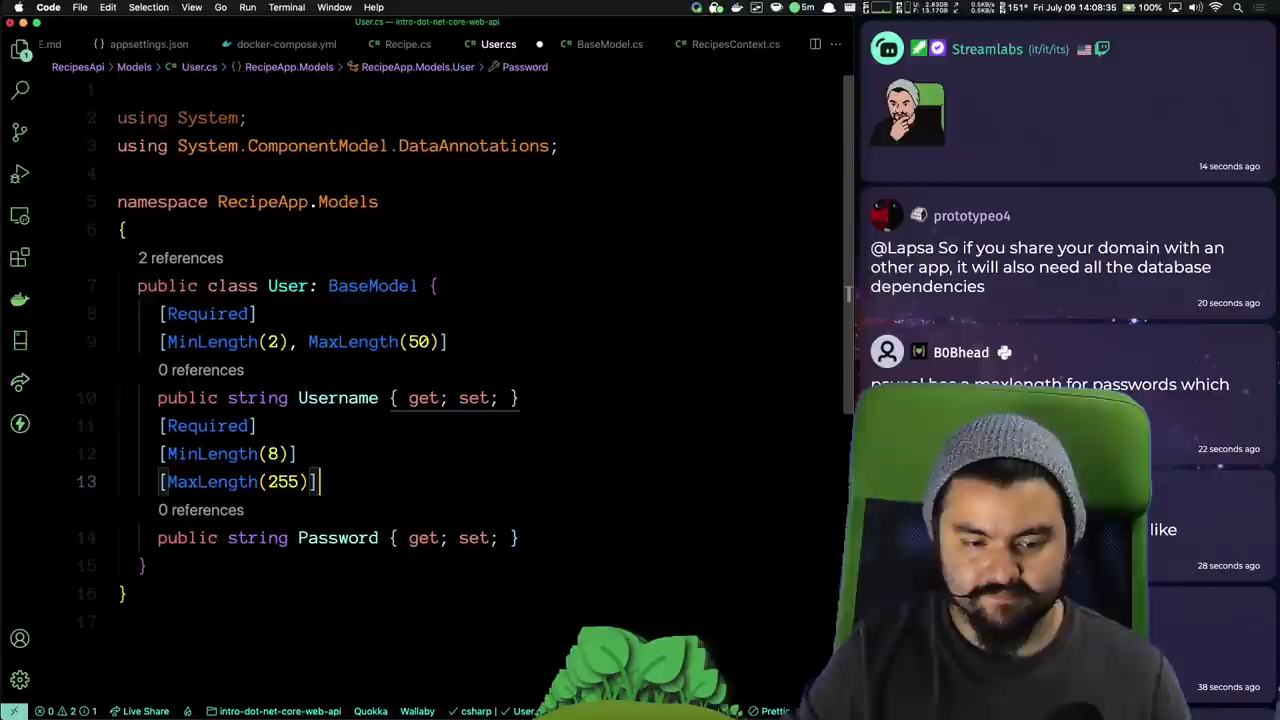 Code File Edit Selection View Go Run Terminal Window Help
5m
151° Fri July 09 14:08:35
100%
User.cs — intro-dot-net-core-web-api
E.md appsettings.json docker-compose.yml Recipe.cs User.cs BaseModel.cs RecipesContext.cs
RecipesApi > Models > User.cs > {} RecipeApp.Models > RecipeApp.Models.User > Password
1
2 using System;
3 using System.ComponentModel.DataAnnotations;
4
5 namespace RecipeApp.Models
6 {
2 references
7 public class User: BaseModel {
8 [Required]
9 [MinLength(2), MaxLength(50)]
0 references
10 public string Username { get; set; }
11 [Required]
12 [MinLength(8)]
13 [MaxLength(255)]
0 references
14 public string Password { get; set; }
15 }
16 }
17
0 2 1 Live Share intro-dot-net-core-web-api Quokka Wallaby csharp | User. Pretti
Streamlabs (it/it/its)
14 seconds ago
prototypeo4
@Lapsa So if you share your domain with an
other app, it will also need all the database
dependencies
20 seconds ago
B0Bhead
has a maxlength for passwords which
22 seconds ago
like
28 seconds ago
38 seconds ago